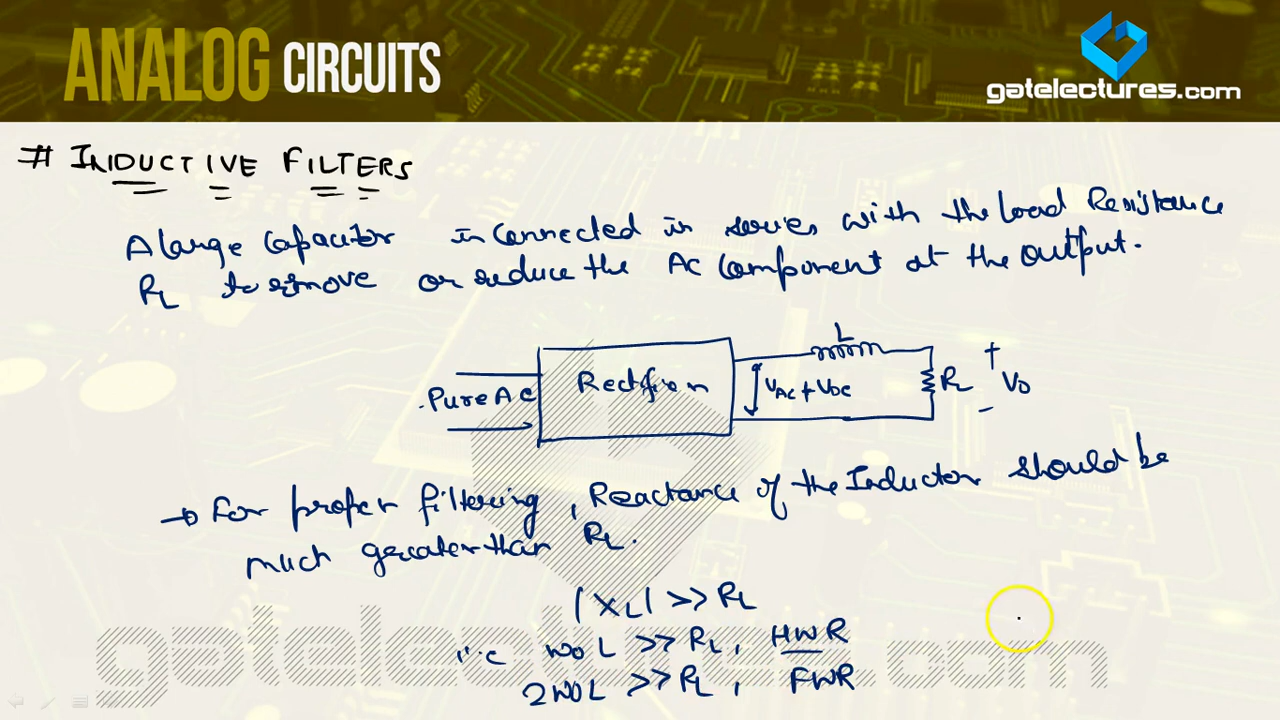 ANALOG CIRCUITS
gatelectures.com
# INDUCTIVE FILTERS
A large Capacitor is Connected in series with the load Resistance
RL to remove or reduce the AC Component at the output.
L
Pure AC
Rectifier
VAC + VDC
RL
+
V0
-
→ For proper filtering, Reactance of the Inductor should be
much greater than RL.
|XL| >> RL
i.e W0L >> RL, HWR
2W0L >> RL, FWR
gatelectures.com